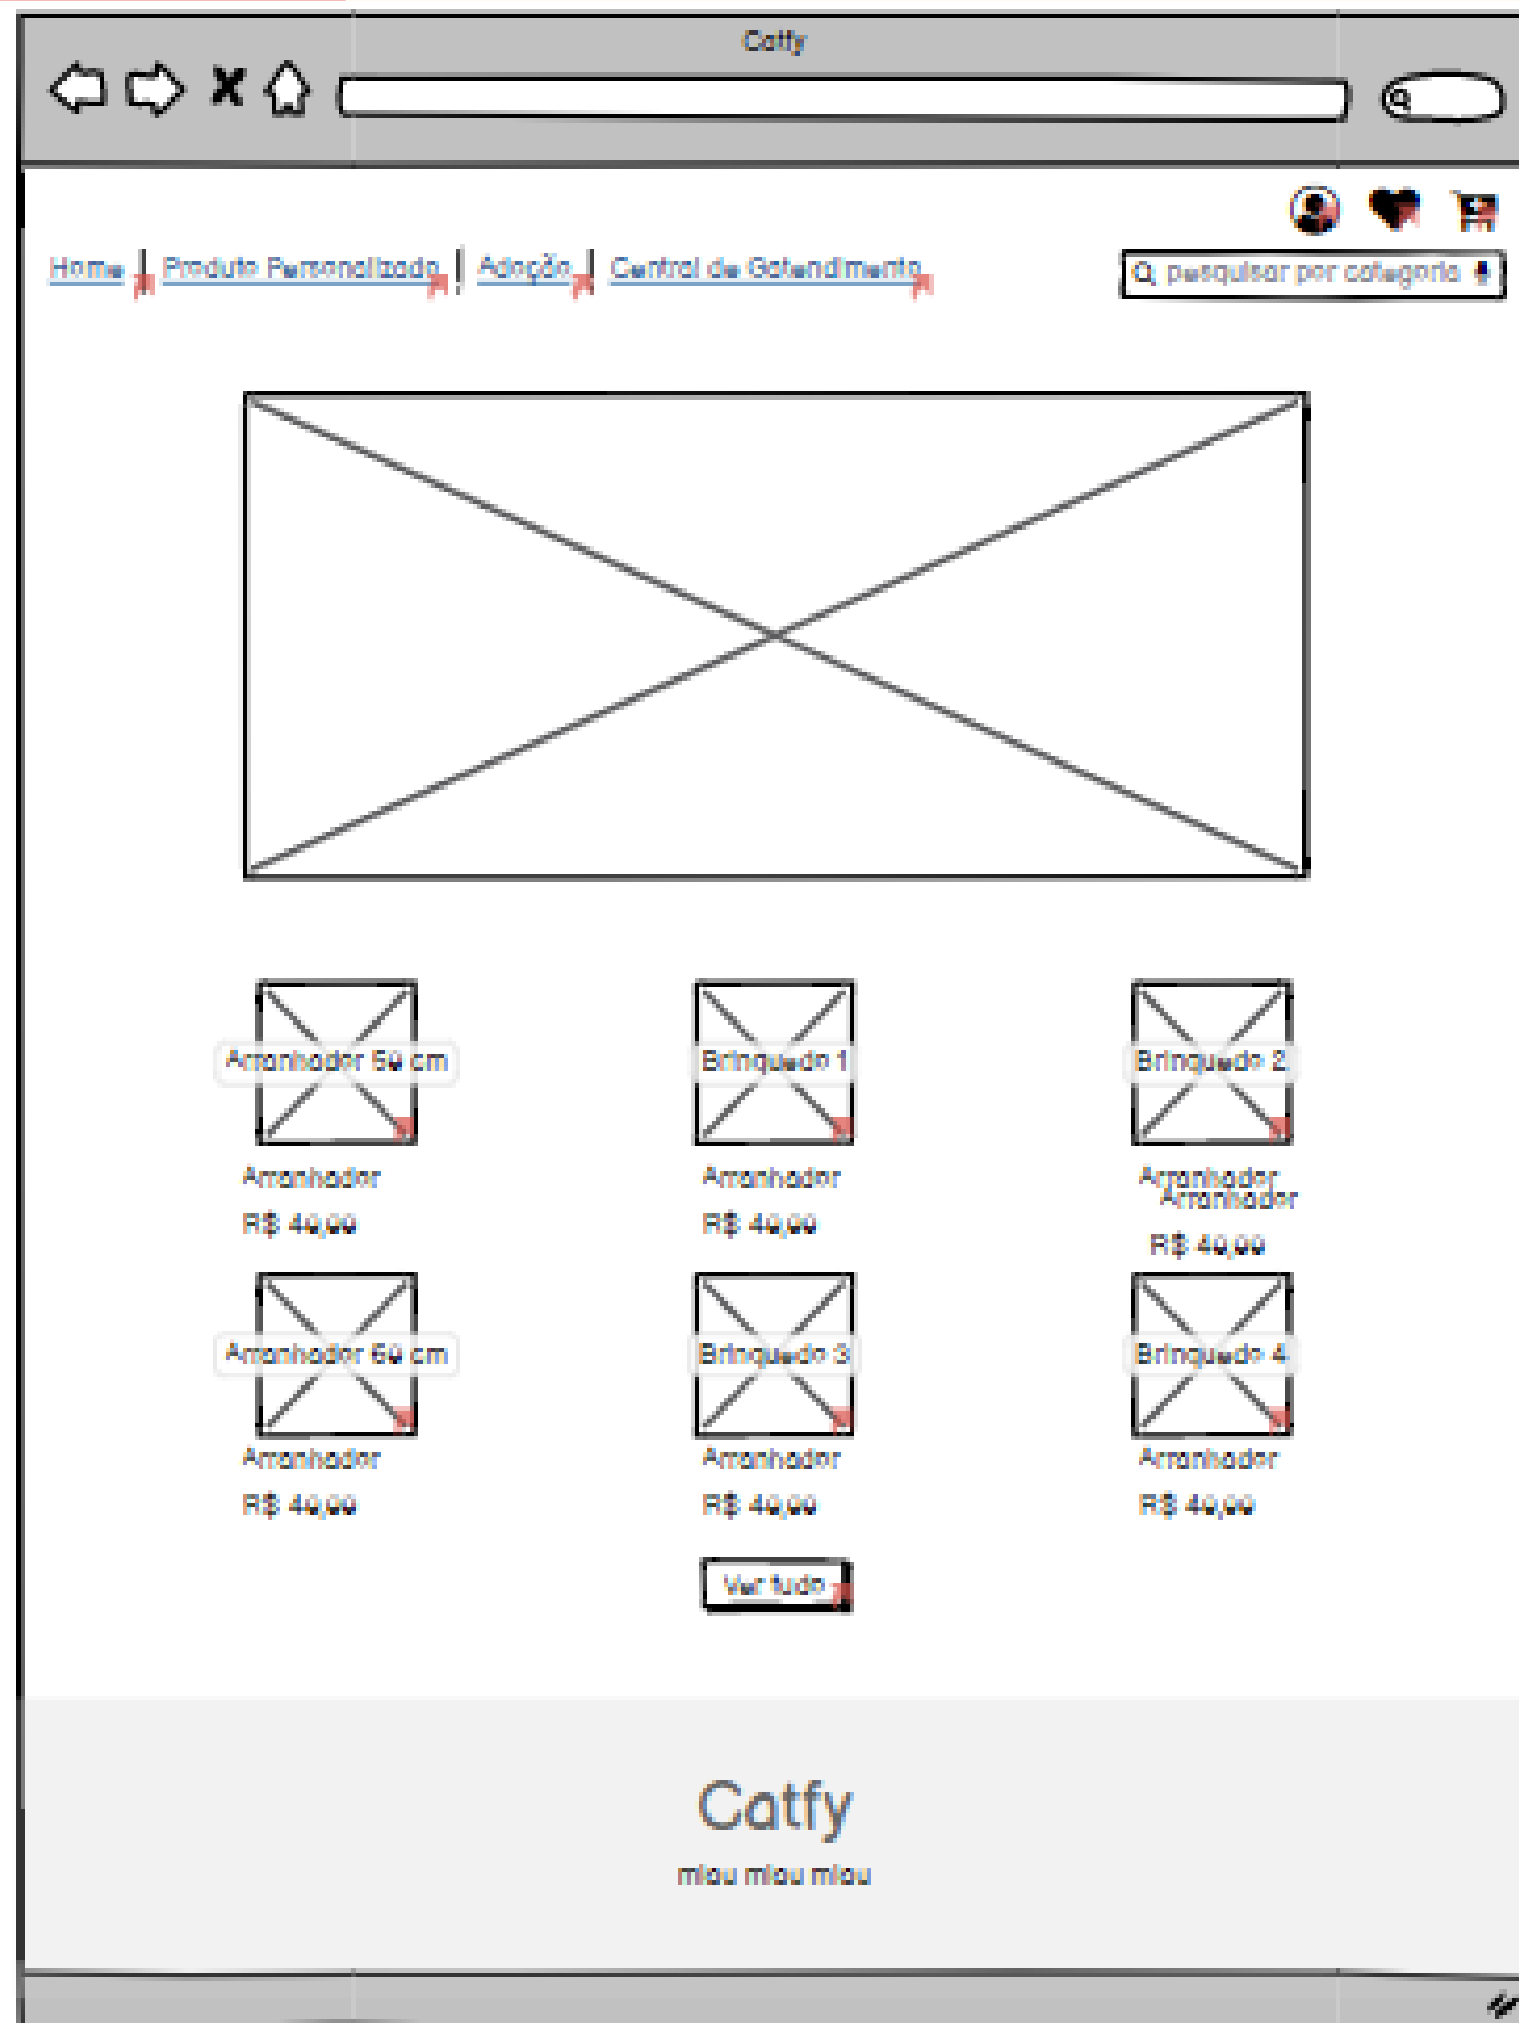 Catfy
Home | Produto Personalizado | Adoção | Central de Gatendimento
pesquisar por categoria
Arranhador 50 cm
Brinquedo 1
Brinquedo 2
Arranhador
Arranhador
Arranhador
Arranhador
R$ 40,00
R$ 40,00
R$ 40,00
Arranhador 60 cm
Brinquedo 3
Brinquedo 4
Arranhador
Arranhador
Arranhador
R$ 40,00
R$ 40,00
R$ 40,00
Ver tudo
Catfy
miau miau miau